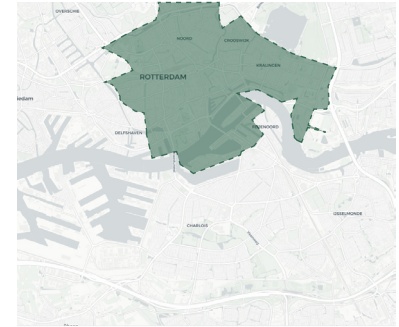 OVERSCHIE
NOORD
CROOSWIJK
KRALINGEN
ROTTERDAM
iedam
DELFSHAVEN
FEIJENOORD
IJSSELMONDE
CHARLOIS